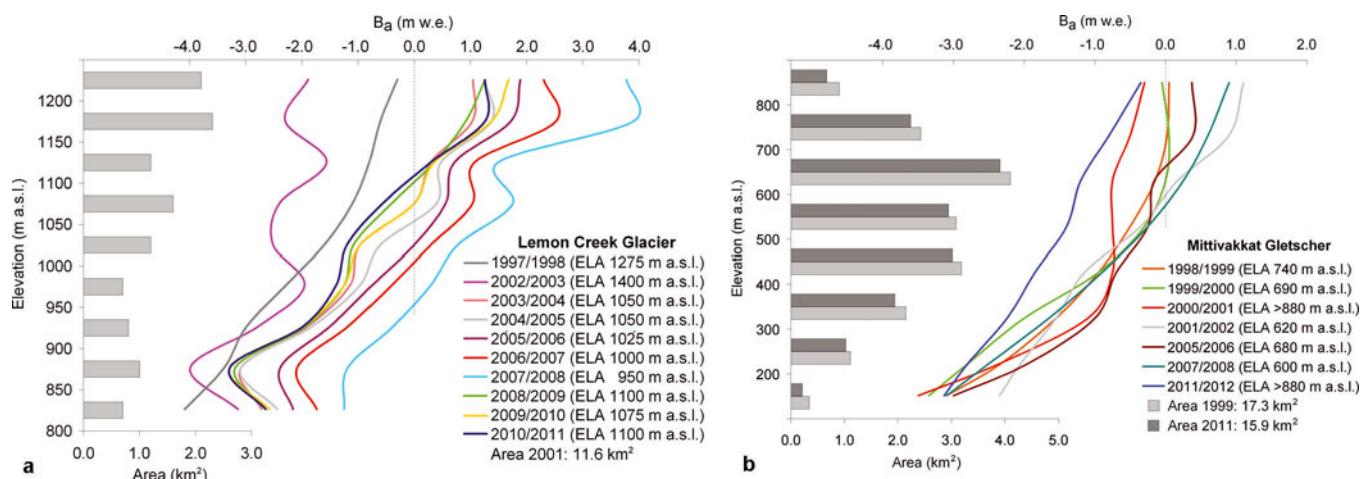 Bₐ (m w.e.)
-4.0 -3.0 -2.0 -1.0 0.0 1.0 2.0 3.0 4.0
Elevation (m a.s.l.)
1200
1150
1100
1050
1000
950
900
850
800
Lemon Creek Glacier
1997/1998 (ELA 1275 m a.s.l.)
2002/2003 (ELA 1400 m a.s.l.)
2003/2004 (ELA 1050 m a.s.l.)
2004/2005 (ELA 1050 m a.s.l.)
2005/2006 (ELA 1025 m a.s.l.)
2006/2007 (ELA 1000 m a.s.l.)
2007/2008 (ELA 950 m a.s.l.)
2008/2009 (ELA 1100 m a.s.l.)
2009/2010 (ELA 1075 m a.s.l.)
2010/2011 (ELA 1100 m a.s.l.)
Area 2001: 11.6 km²
0.0 1.0 2.0 3.0
Area (km²)
a
Bₐ (m w.e.)
-4.0 -3.0 -2.0 -1.0 0.0 1.0 2.0
Elevation (m a.s.l.)
800
700
600
500
400
300
200
Mittivakkat Gletscher
1998/1999 (ELA 740 m a.s.l.)
1999/2000 (ELA 690 m a.s.l.)
2000/2001 (ELA >880 m a.s.l.)
2001/2002 (ELA 620 m a.s.l.)
2005/2006 (ELA 680 m a.s.l.)
2007/2008 (ELA 600 m a.s.l.)
2011/2012 (ELA >880 m a.s.l.)
Area 1999: 17.3 km²
Area 2011: 15.9 km²
0.0 1.0 2.0 3.0 4.0 5.0
Area (km²)
b